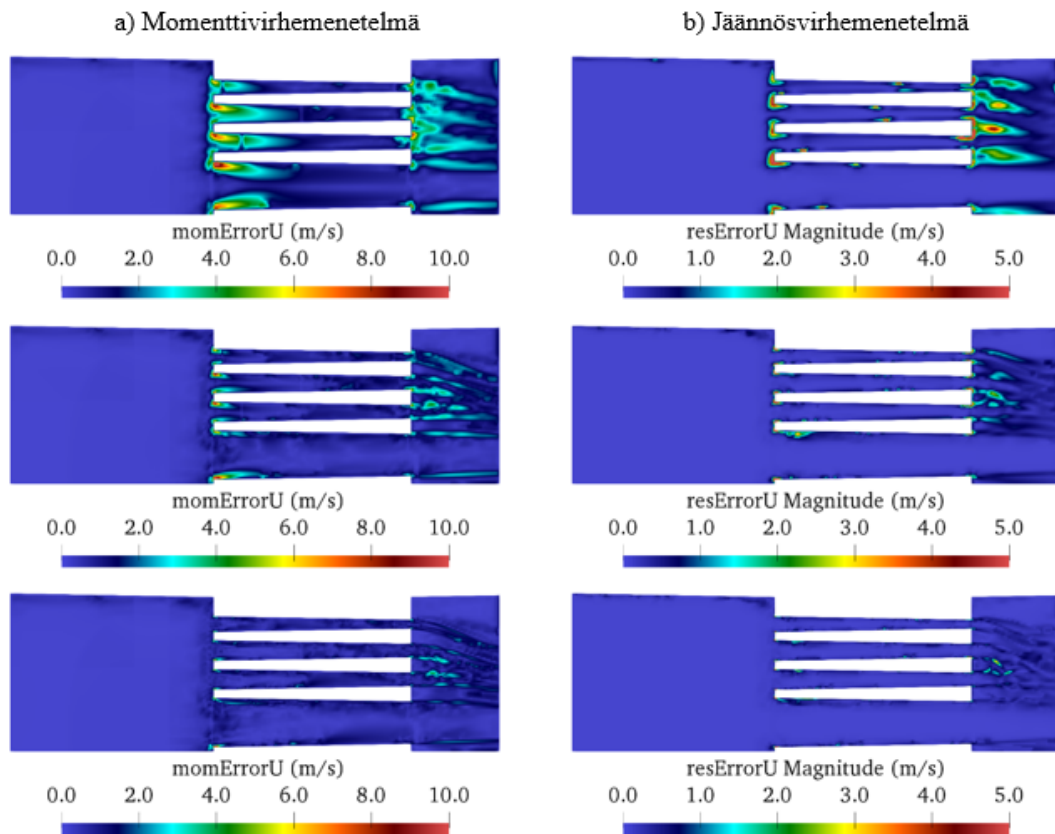 a) Momenttivirhemenetelmä
b) Jäännösvirhemenetelmä
momErrorU (m/s)
0.0 2.0 4.0 6.0 8.0 10.0
resErrorU Magnitude (m/s)
0.0 1.0 2.0 3.0 4.0 5.0
momErrorU (m/s)
0.0 2.0 4.0 6.0 8.0 10.0
resErrorU Magnitude (m/s)
0.0 1.0 2.0 3.0 4.0 5.0
momErrorU (m/s)
0.0 2.0 4.0 6.0 8.0 10.0
resErrorU Magnitude (m/s)
0.0 1.0 2.0 3.0 4.0 5.0